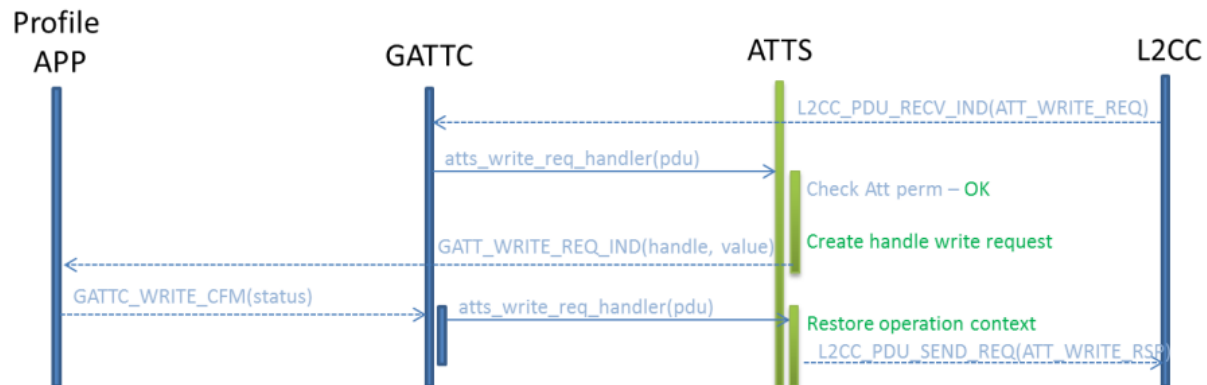 Profile
APP
GATTC
ATTS
L2CC
L2CC_PDU_RECV_IND(ATT_WRITE_REQ)
atts_write_req_handler(pdu)
Check Att perm – OK
GATT_WRITE_REQ_IND(handle, value)
Create handle write request
GATTC_WRITE_CFM(status)
atts_write_req_handler(pdu)
Restore operation context
L2CC_PDU_SEND_REQ(ATT_WRITE_RSP)